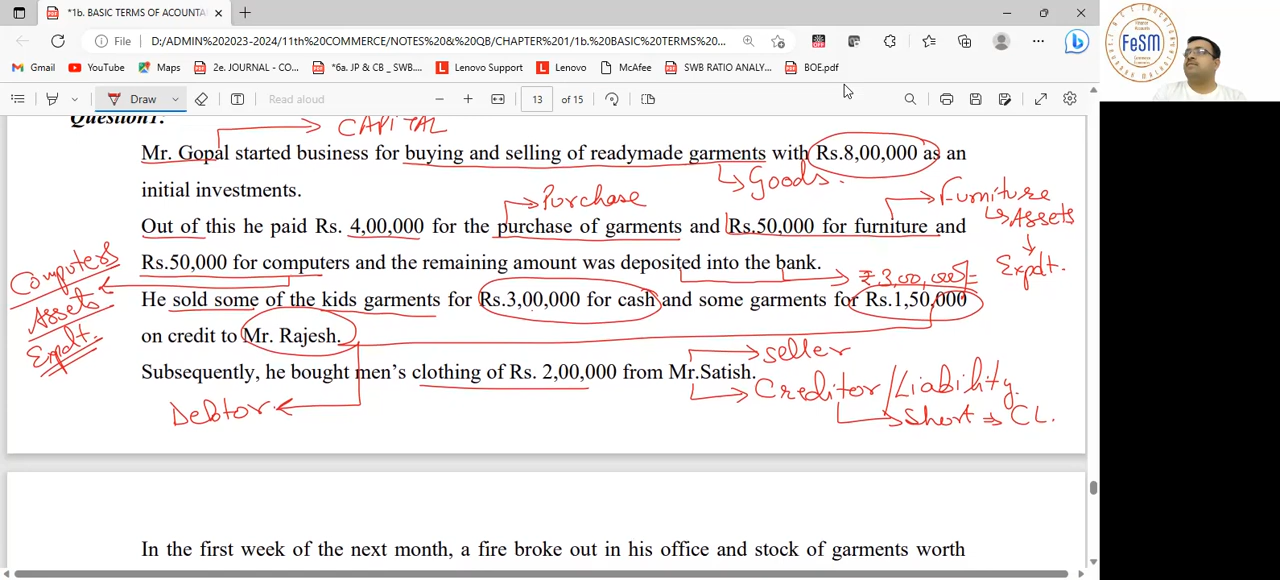 *1b. BASIC TERMS OF ACOUNTA
File D:/ADMIN%202023-2024/11th%20COMMERCE/NOTES%20&%20QB/CHAPTER%201/1b.%20BASIC%20TERMS%20...
OFF
Gmail YouTube Maps 2e. JOURNAL - CO... *6a. JP & CB _ SWB.... Lenovo Support Lenovo McAfee SWB RATIO ANALY... BOE.pdf
Draw Read aloud 13 of 15
FeSM
Question1:
CAPITAL
Mr. Gopal started business for buying and selling of readymade garments with Rs.8,00,000 as an
Goods.
initial investments.
Purchase
Furniture
Assets
Expdt.
Out of this he paid Rs. 4,00,000 for the purchase of garments and Rs.50,000 for furniture and
Rs.50,000 for computers and the remaining amount was deposited into the bank.
₹3,00,000/=
Computers
Assets
Expdt.
He sold some of the kids garments for Rs.3,00,000 for cash and some garments for Rs.1,50,000
on credit to Mr. Rajesh.
seller
Subsequently, he bought men's clothing of Rs. 2,00,000 from Mr.Satish.
Creditor/Liability.
Debtor.
Short ⇒ CL.
In the first week of the next month, a fire broke out in his office and stock of garments worth